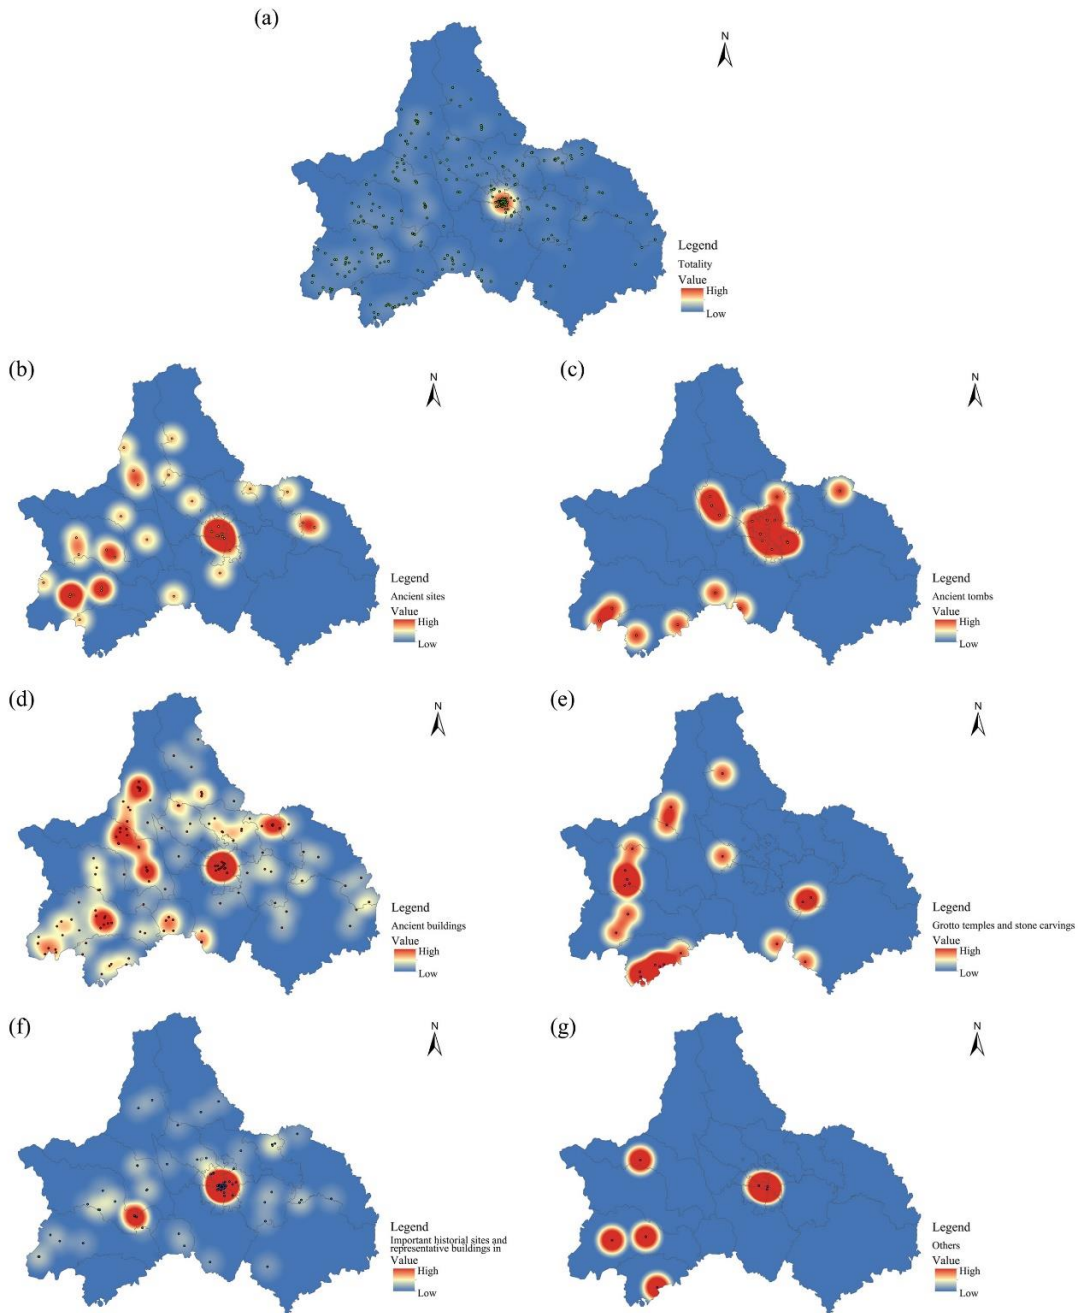 (a)
N
Legend
Totality
Value
High
Low
(b)
N
Legend
Ancient sites
Value
High
Low
(c)
N
Legend
Ancient tombs
Value
High
Low
(d)
N
Legend
Ancient buildings
Value
High
Low
(e)
N
Legend
Grotto temples and stone carvings
Value
High
Low
(f)
N
Legend
Important historial sites and
representative buildings in
Value
High
Low
(g)
N
Legend
Others
Value
High
Low